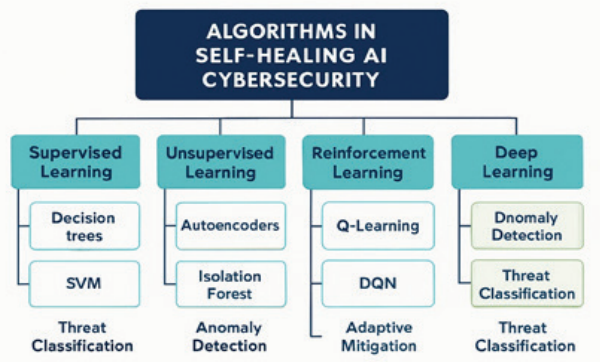 ALGORITHMS IN
SELF-HEALING AI
CYBERSECURITY
Supervised
Learning
Decision
trees
SVM
Threat
Classification
Unsupervised
Learning
Autoencoders
Isolation
Forest
Anomaly
Detection
Reinforcement
Learning
Q-Learning
DQN
Adaptive
Mitigation
Deep
Learning
Dnomaly
Detection
Threat
Classification
Threat
Classification